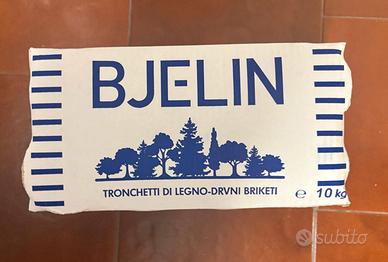 BJELIN
TRONCHETTI DI LEGNO-DRVNI BRIKETI
℮ 10 kg
subito